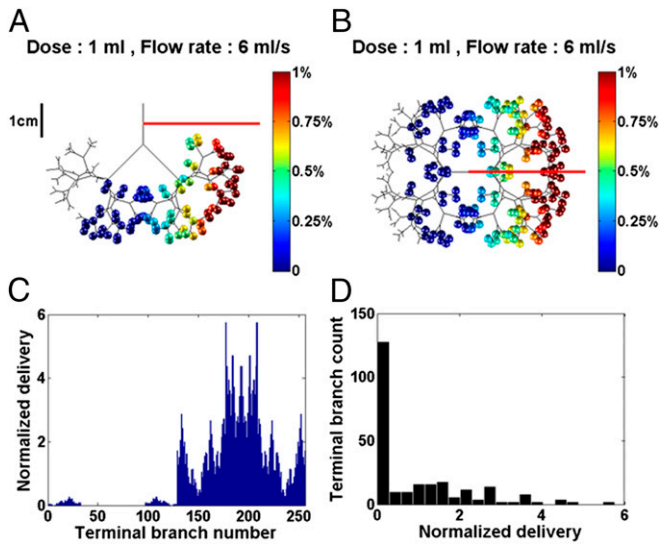 A
Dose : 1 ml , Flow rate : 6 ml/s
1cm
1%
0.75%
0.5%
0.25%
0
B
Dose : 1 ml , Flow rate : 6 ml/s
1%
0.75%
0.5%
0.25%
0
C
Normalized delivery
6
4
2
0
0 50 100 150 200 250
Terminal branch number
D
Terminal branch count
150
100
50
0
0 2 4 6
Normalized delivery